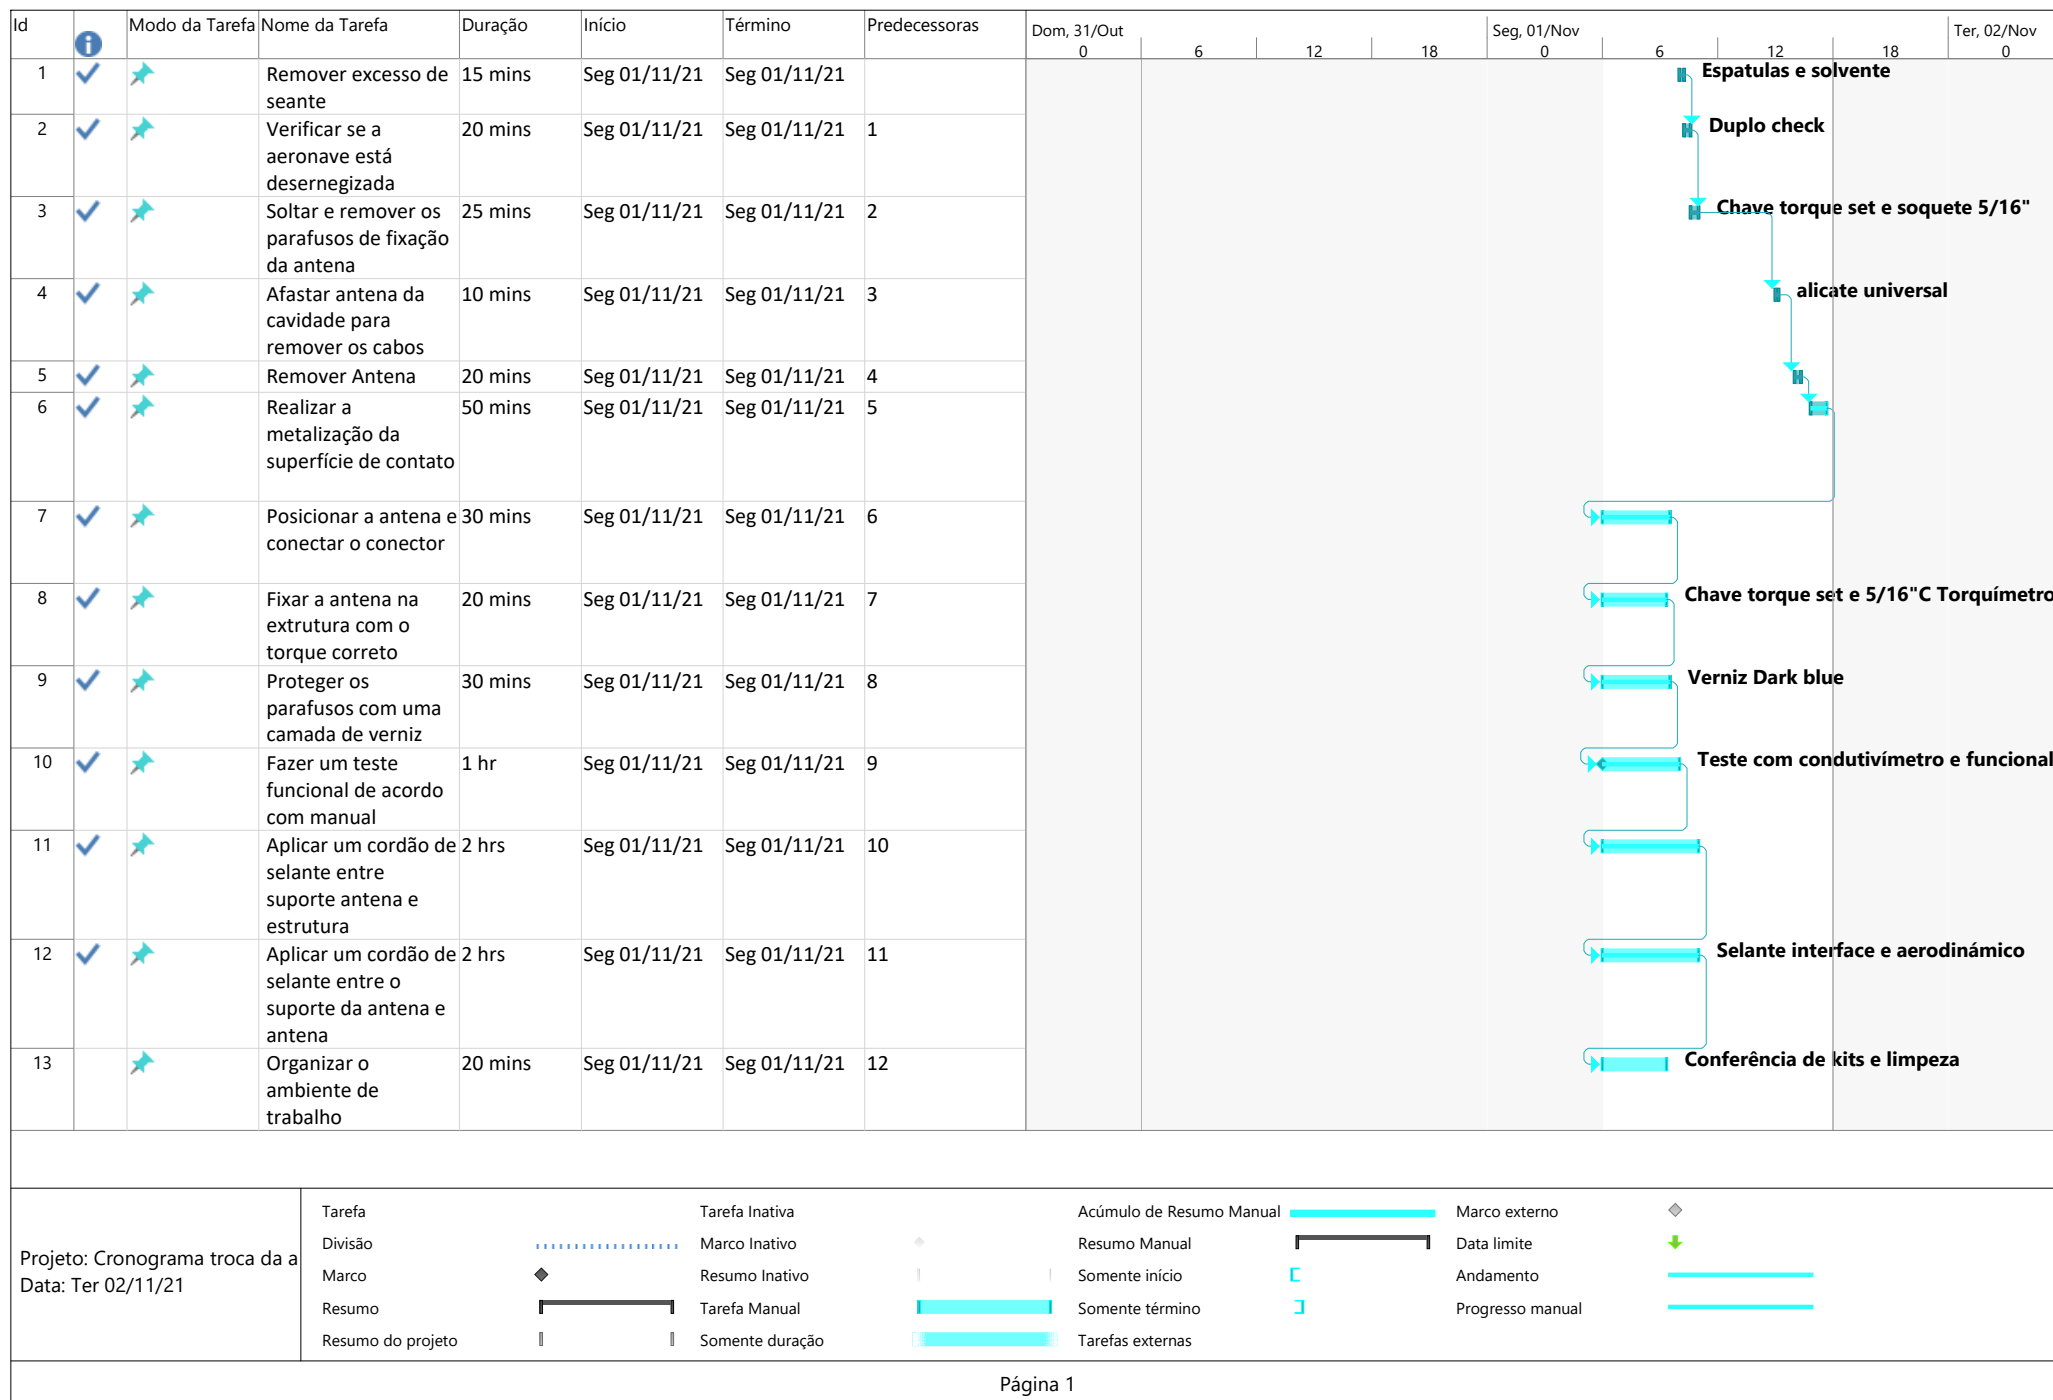 Id Modo da Tarefa Nome da Tarefa Duração Início Término Predecessoras
Dom, 31/Out Seg, 01/Nov Ter, 02/Nov
0 6 12 18 0 6 12 18 0
1 Remover excesso de 15 mins Seg 01/11/21 Seg 01/11/21 Espatulas e solvente
seante
2 Verificar se a 20 mins Seg 01/11/21 Seg 01/11/21 1 Duplo check
aeronave está
desernegizada
3 Soltar e remover os 25 mins Seg 01/11/21 Seg 01/11/21 2 Chave torque set e soquete 5/16"
parafusos de fixação
da antena
4 Afastar antena da 10 mins Seg 01/11/21 Seg 01/11/21 3 alicate universal
cavidade para
remover os cabos
5 Remover Antena 20 mins Seg 01/11/21 Seg 01/11/21 4
6 Realizar a 50 mins Seg 01/11/21 Seg 01/11/21 5
metalização da
superfície de contato
7 Posicionar a antena e 30 mins Seg 01/11/21 Seg 01/11/21 6
conectar o conector
8 Fixar a antena na 20 mins Seg 01/11/21 Seg 01/11/21 7 Chave torque set e 5/16"C Torquímetro
extrutura com o
torque correto
9 Proteger os 30 mins Seg 01/11/21 Seg 01/11/21 8 Verniz Dark blue
parafusos com uma
camada de verniz
10 Fazer um teste 1 hr Seg 01/11/21 Seg 01/11/21 9 Teste com condutivímetro e funcional
funcional de acordo
com manual
11 Aplicar um cordão de 2 hrs Seg 01/11/21 Seg 01/11/21 10
selante entre
suporte antena e
estrutura
12 Aplicar um cordão de 2 hrs Seg 01/11/21 Seg 01/11/21 11 Selante interface e aerodinámico
selante entre o
suporte da antena e
antena
13 Organizar o 20 mins Seg 01/11/21 Seg 01/11/21 12 Conferência de kits e limpeza
ambiente de
trabalho
Projeto: Cronograma troca da a
Data: Ter 02/11/21
Tarefa Tarefa Inativa Acúmulo de Resumo Manual Marco externo
Divisão Marco Inativo Resumo Manual Data limite
Marco Resumo Inativo Somente início Andamento
Resumo Tarefa Manual Somente término Progresso manual
Resumo do projeto Somente duração Tarefas externas
Página 1